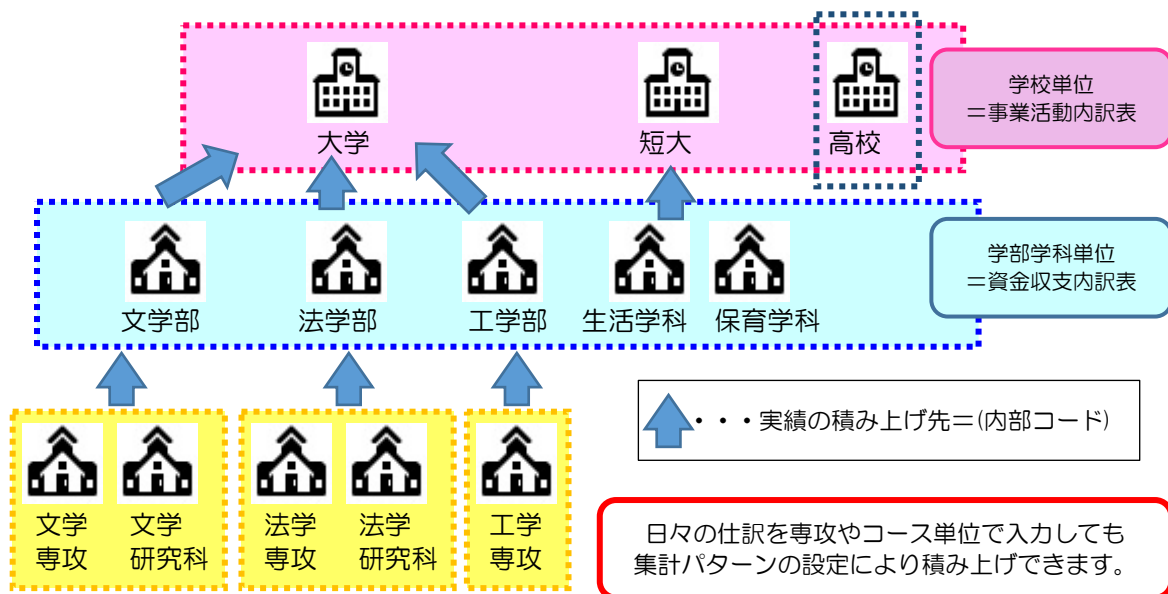 大学
短大
高校
学校単位
＝事業活動内訳表
文学部
法学部
工学部
生活学科
保育学科
学部学科単位
＝資金収支内訳表
文学
専攻
文学
研究科
法学
専攻
法学
研究科
工学
専攻
・・・実績の積み上げ先＝(内部コード)
日々の仕訳を専攻やコース単位で入力しても
集計パターンの設定により積み上げできます。